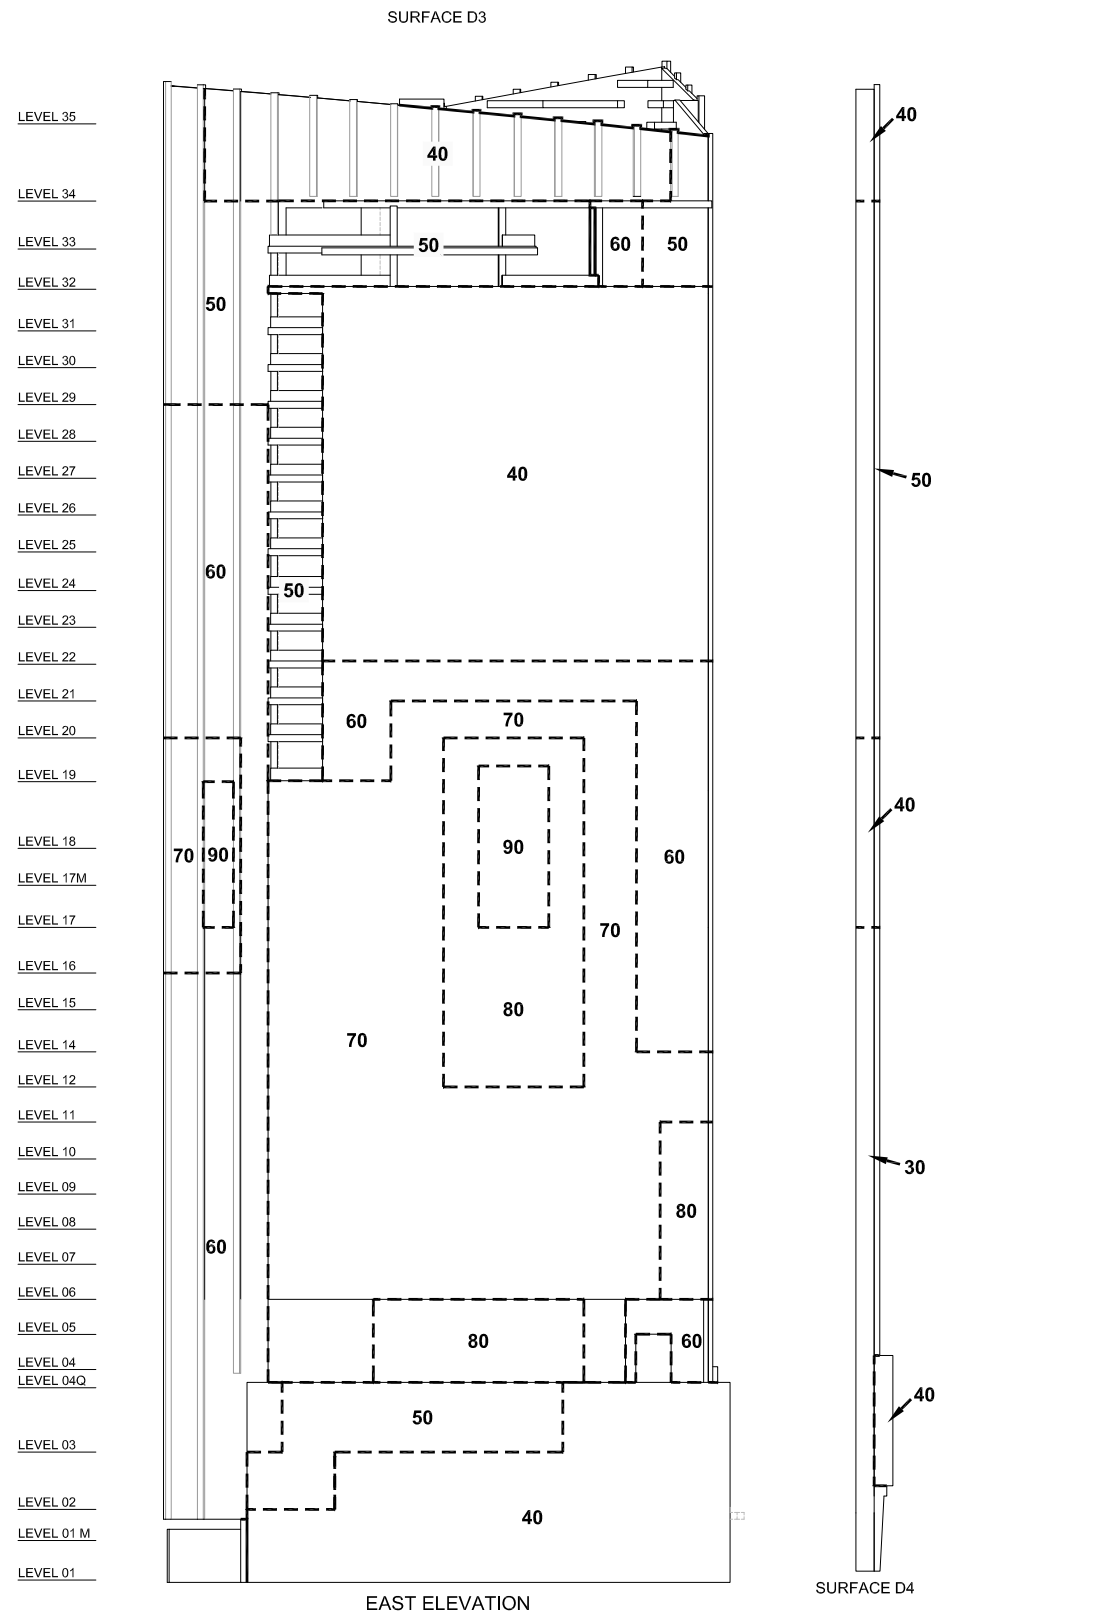 SURFACE D3
LEVEL 35
40
40
LEVEL 34
LEVEL 33
50
60
50
LEVEL 32
50
LEVEL 31
LEVEL 30
LEVEL 29
LEVEL 28
LEVEL 27
40
50
LEVEL 26
LEVEL 25
60
LEVEL 24
50
LEVEL 23
LEVEL 22
LEVEL 21
60
70
LEVEL 20
LEVEL 19
40
LEVEL 18
70
90
90
60
LEVEL 17M
LEVEL 17
70
LEVEL 16
LEVEL 15
80
70
LEVEL 14
LEVEL 12
LEVEL 11
LEVEL 10
30
LEVEL 09
80
LEVEL 08
60
LEVEL 07
LEVEL 06
LEVEL 05
80
60
LEVEL 04
LEVEL 04Q
40
50
LEVEL 03
LEVEL 02
40
LEVEL 01 M
LEVEL 01
SURFACE D4
EAST ELEVATION